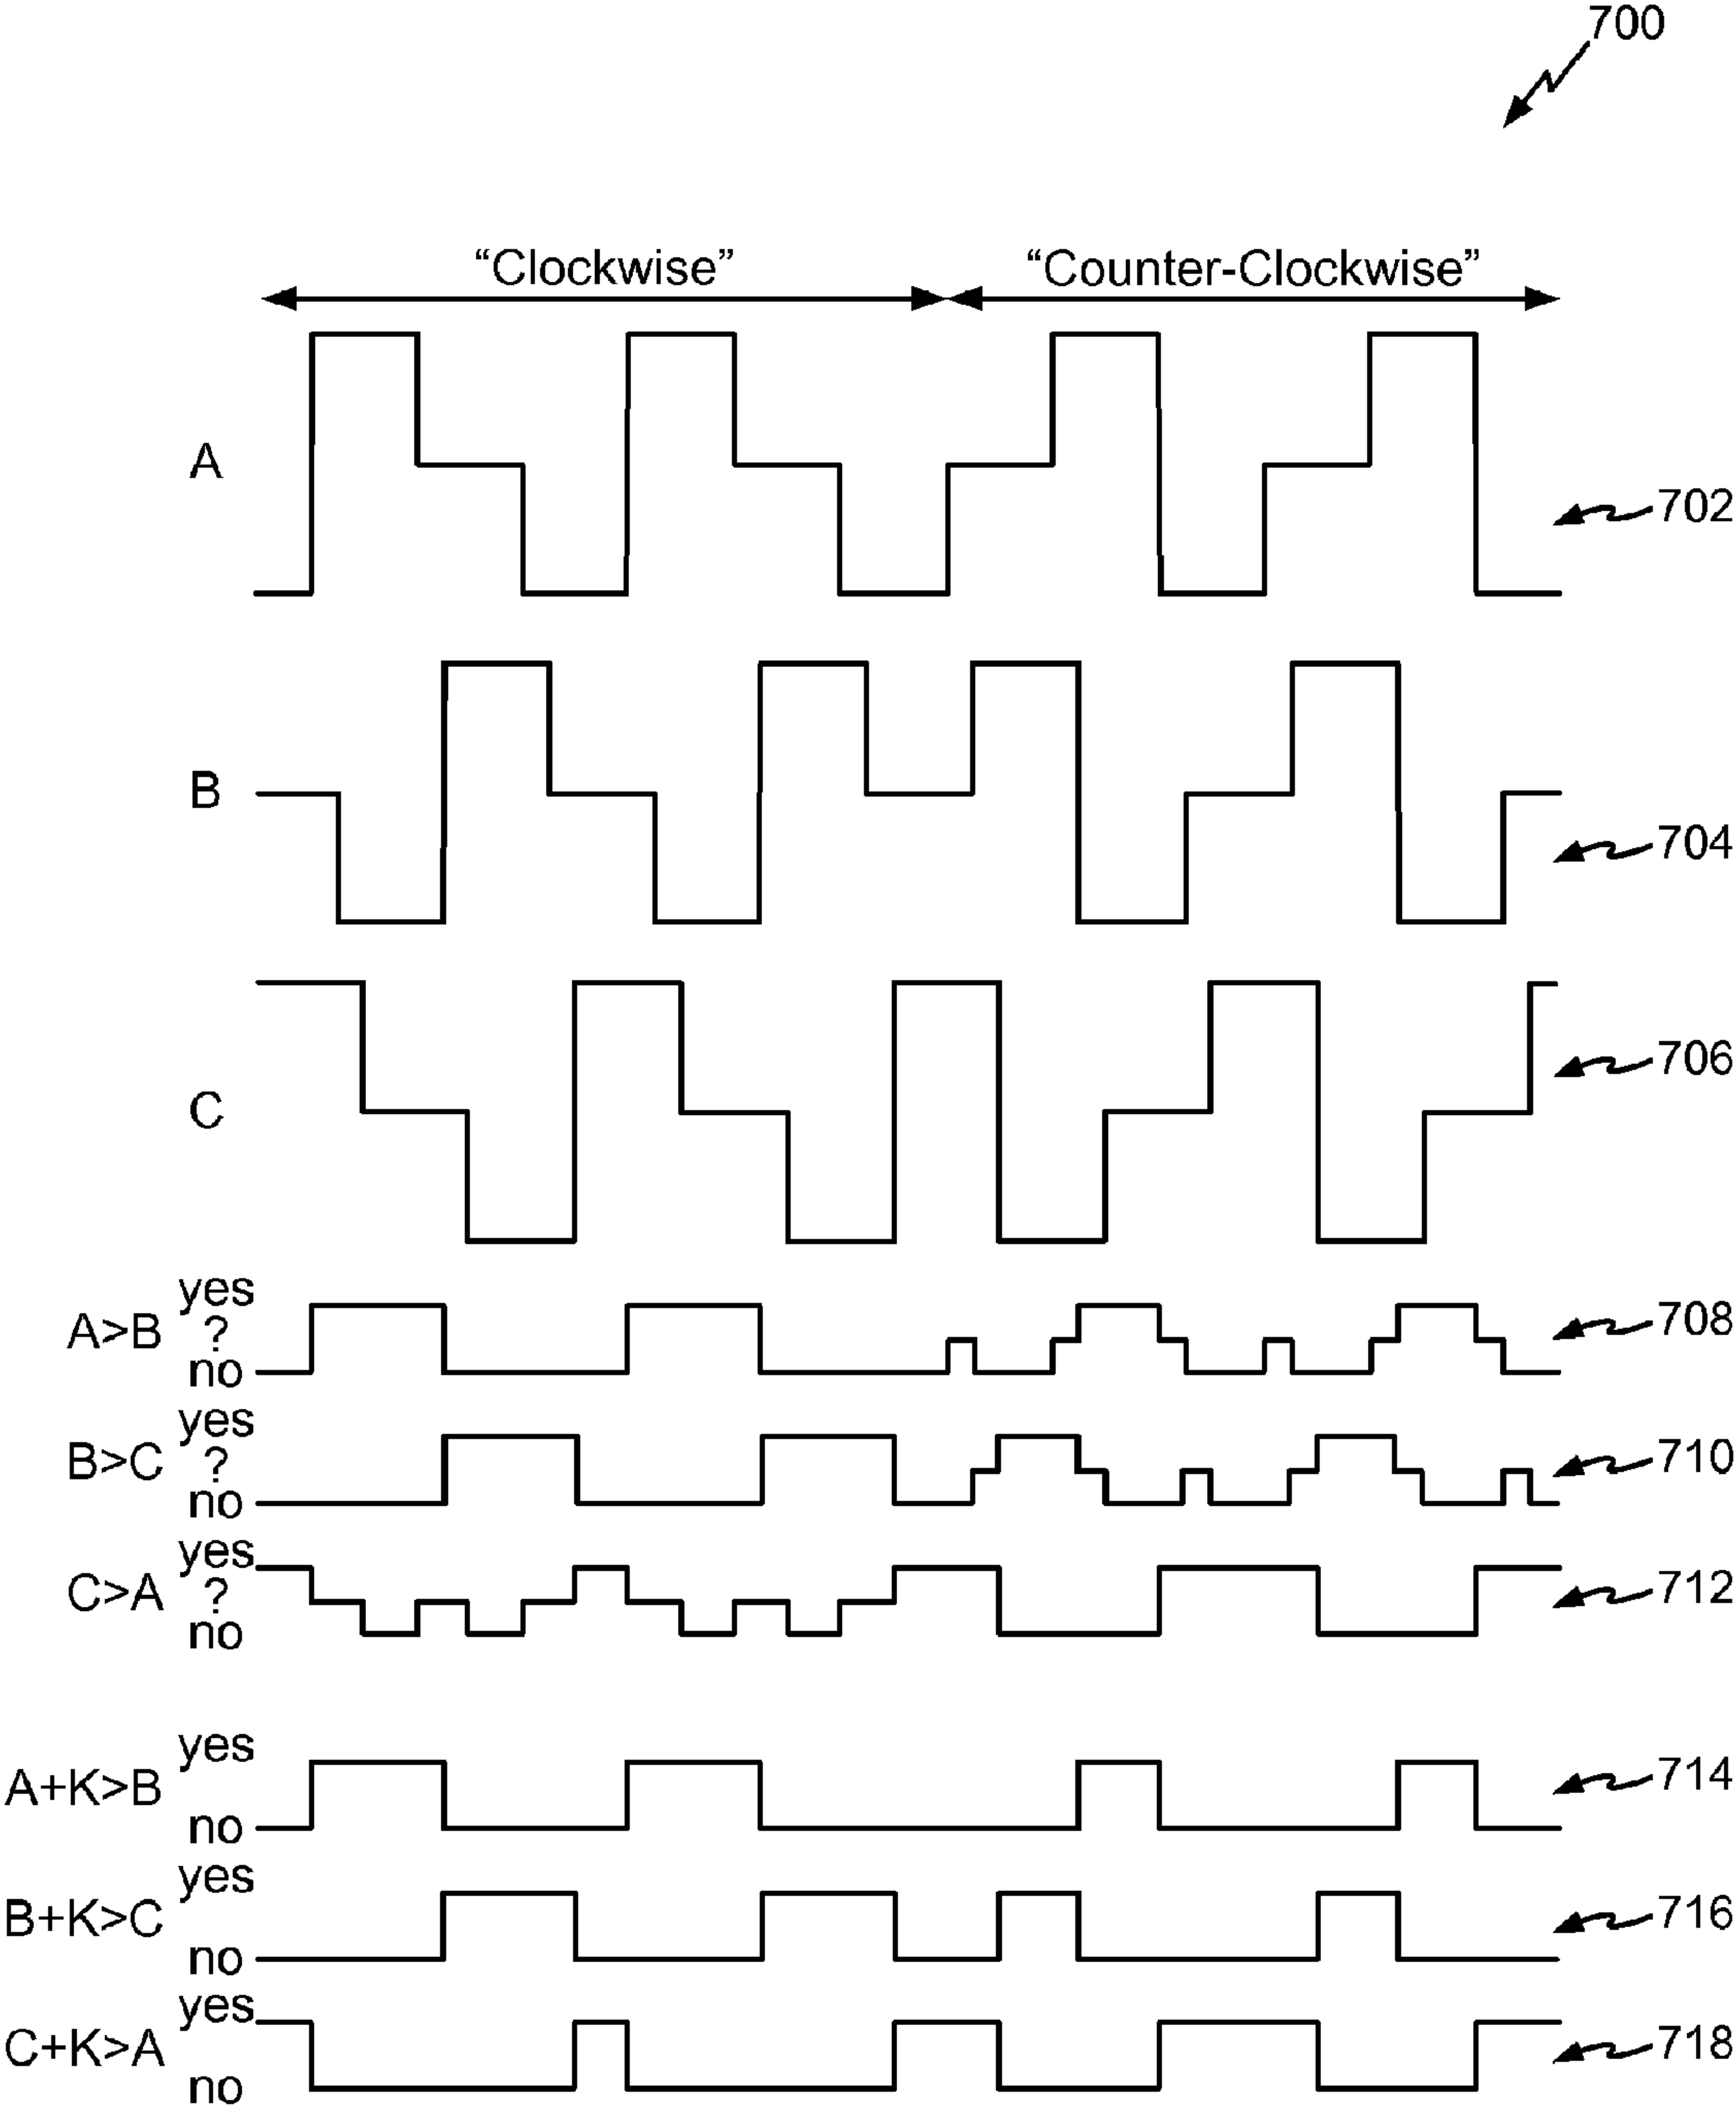 700
“Clockwise” “Counter-Clockwise”
A
702
B
704
C
706
A>B yes ? no 708
B>C yes ? no 710
C>A yes ? no 712
A+K>B yes no 714
B+K>C yes no 716
C+K>A yes no 718